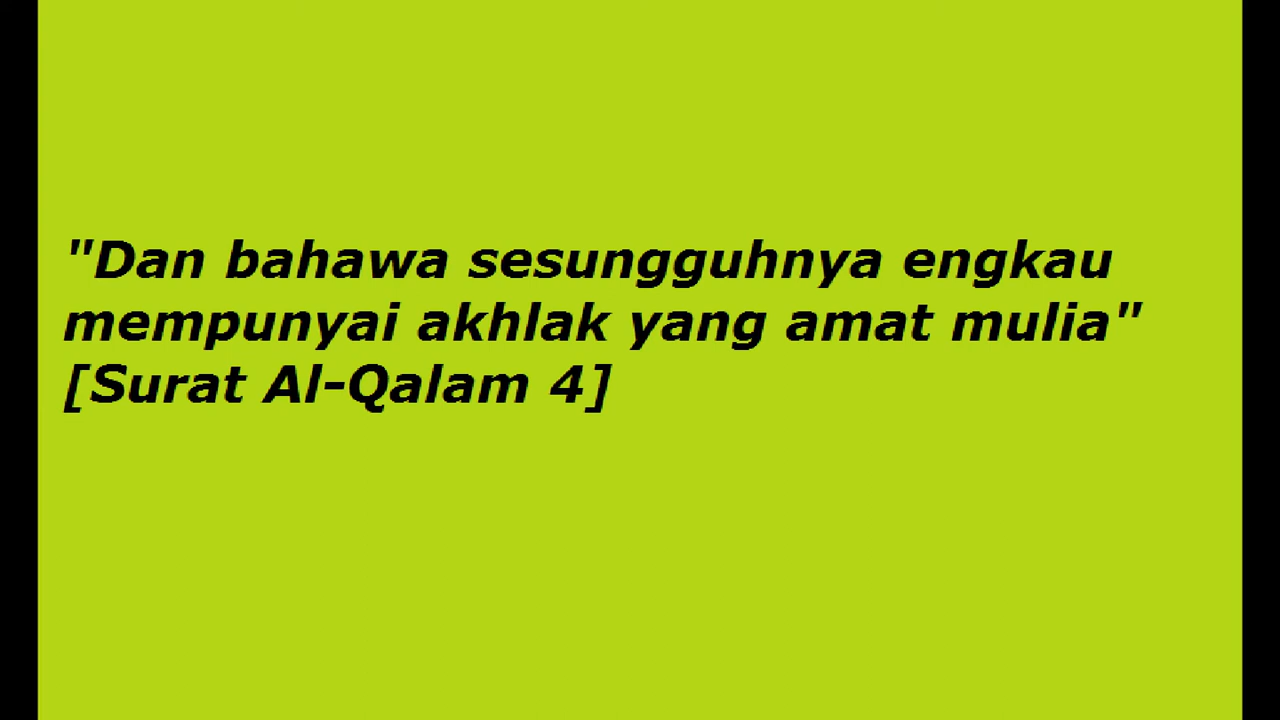 "Dan bahawa sesungguhnya engkau
mempunyai akhlak yang amat mulia"
[Surat Al-Qalam 4]